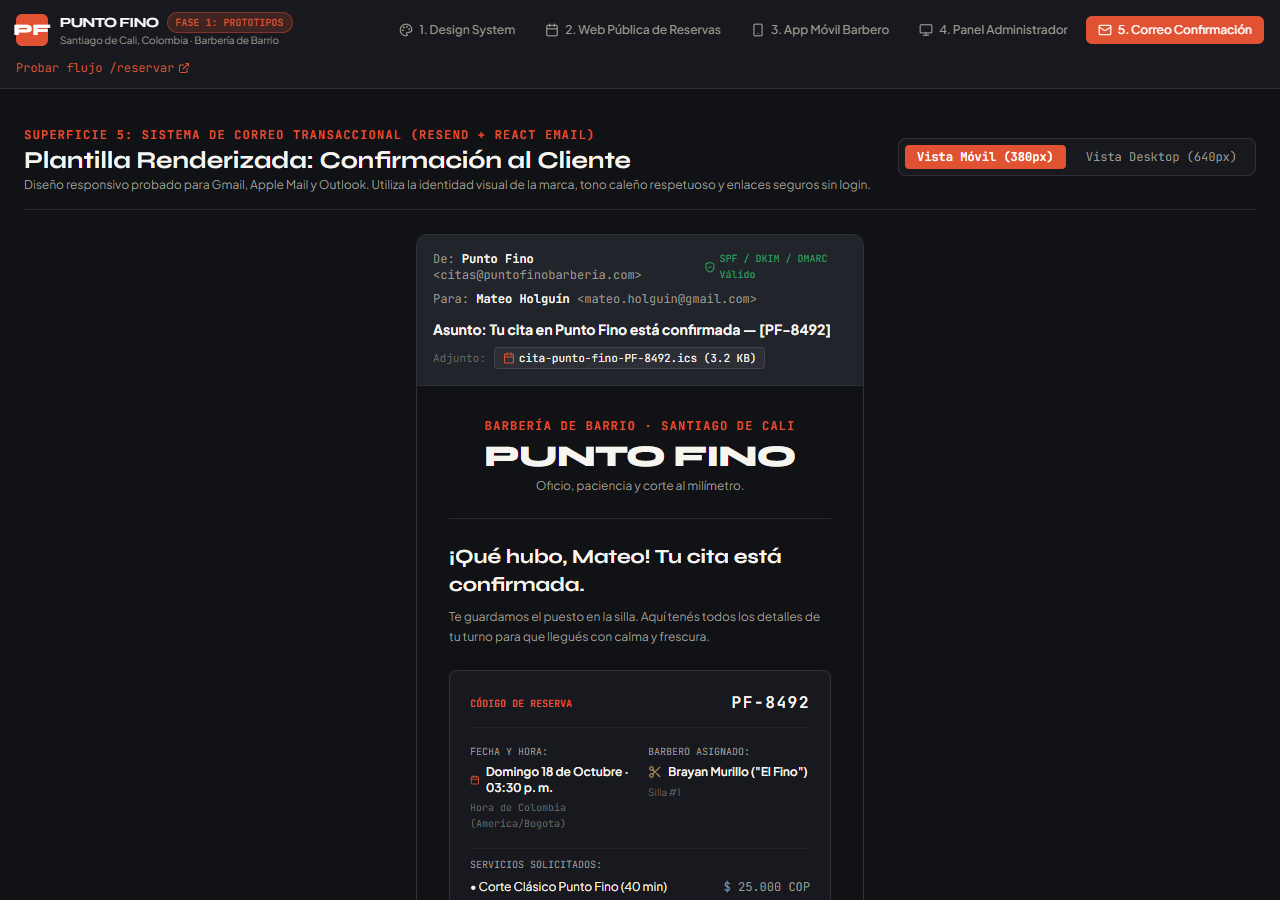 PF
PUNTO FINO
FASE 1: PROTOTIPOS
Santiago de Cali, Colombia · Barbería de Barrio
1. Design System
2. Web Pública de Reservas
3. App Móvil Barbero
4. Panel Administrador
5. Correo Confirmación
Probar flujo /reservar
SUPERFICIE 5: SISTEMA DE CORREO TRANSACCIONAL (RESEND + REACT EMAIL)
Plantilla Renderizada: Confirmación al Cliente
Diseño responsivo probado para Gmail, Apple Mail y Outlook. Utiliza la identidad visual de la marca, tono caleño respetuoso y enlaces seguros sin login.
Vista Móvil (380px)
Vista Desktop (640px)
De: Punto Fino
<citas@puntofinobarberia.com>
SPF / DKIM / DMARC
Válido
Para: Mateo Holguín <mateo.holguin@gmail.com>
Asunto: Tu cita en Punto Fino está confirmada — [PF-8492]
Adjunto: cita-punto-fino-PF-8492.ics (3.2 KB)
BARBERÍA DE BARRIO · SANTIAGO DE CALI
PUNTO FINO
Oficio, paciencia y corte al milímetro.
¡Qué hubo, Mateo! Tu cita está
confirmada.
Te guardamos el puesto en la silla. Aquí tenés todos los detalles de
tu turno para que llegués con calma y frescura.
CÓDIGO DE RESERVA
PF-8492
FECHA Y HORA:
Domingo 18 de Octubre ·
03:30 p. m.
Hora de Colombia
(America/Bogota)
BARBERO ASIGNADO:
Brayan Murillo ("El Fino")
Silla #1
SERVICIOS SOLICITADOS:
• Corte Clásico Punto Fino (40 min)
$ 25.000 COP